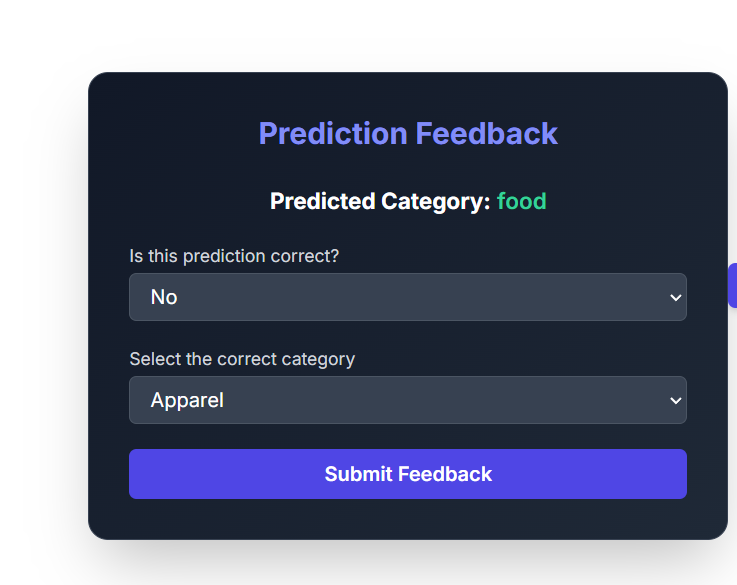 Prediction Feedback
Predicted Category: food
Is this prediction correct?
No
Select the correct category
Apparel
Submit Feedback